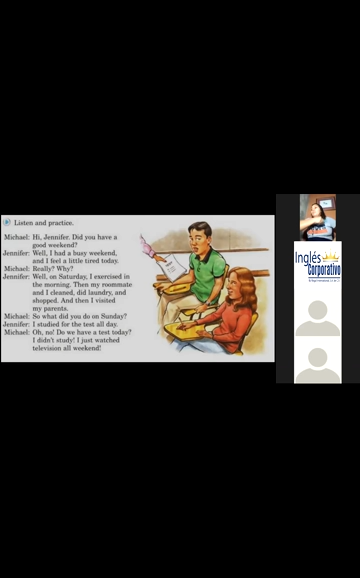 Listen and practice.
Michael: Hi, Jennifer. Did you have a
good weekend?
Jennifer: Well, I had a busy weekend,
and I feel a little tired today.
Michael: Really? Why?
Jennifer: Well, on Saturday, I exercised in
the morning. Then my roommate
and I cleaned, did laundry, and
shopped. And then I visited
my parents.
Michael: So what did you do on Sunday?
Jennifer: I studied for the test all day.
Michael: Oh, no! Do we have a test today?
I didn't study! I just watched
television all weekend!
Inglés
Corporativo